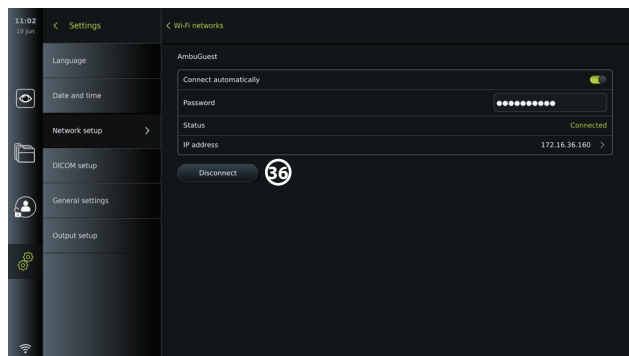 11:02
10 Jun
Settings
Wi-Fi networks
Language
Date and time
Network setup
DICOM setup
General settings
Output setup
AmbuGuest
Connect automatically
Password ●●●●●●●●●●
Status Connected
IP address 172.16.36.160
Disconnect 36